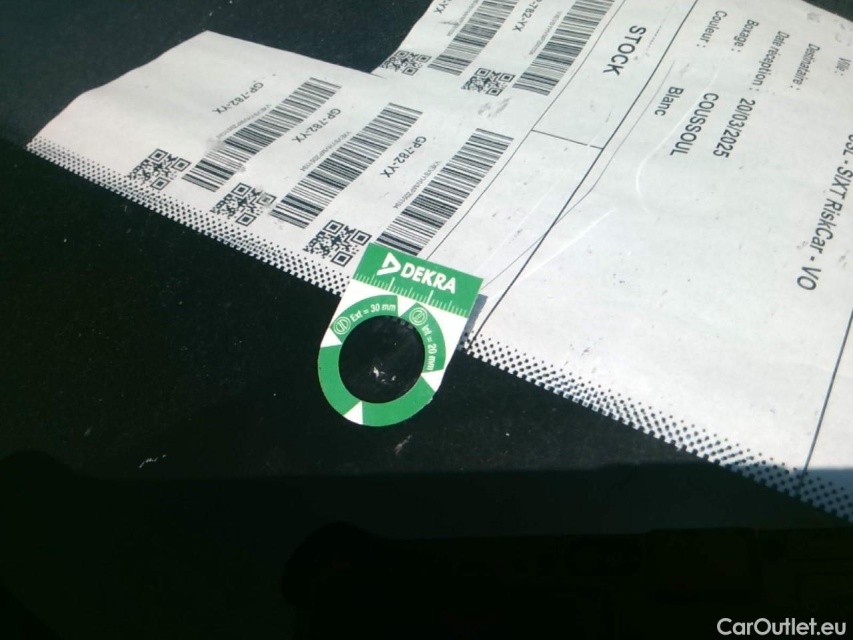 GP-782-YX
GP-782-YX
GP-782-YX
STOCK
Couleur :
Blanc
Boxage :
COUSSOUL
Date réception :
20/03/2025
Destinataire :
SIXT RiskCar - VO
DEKRA
Ext = 30 mm
Int = 20 mm
CarOutlet.eu